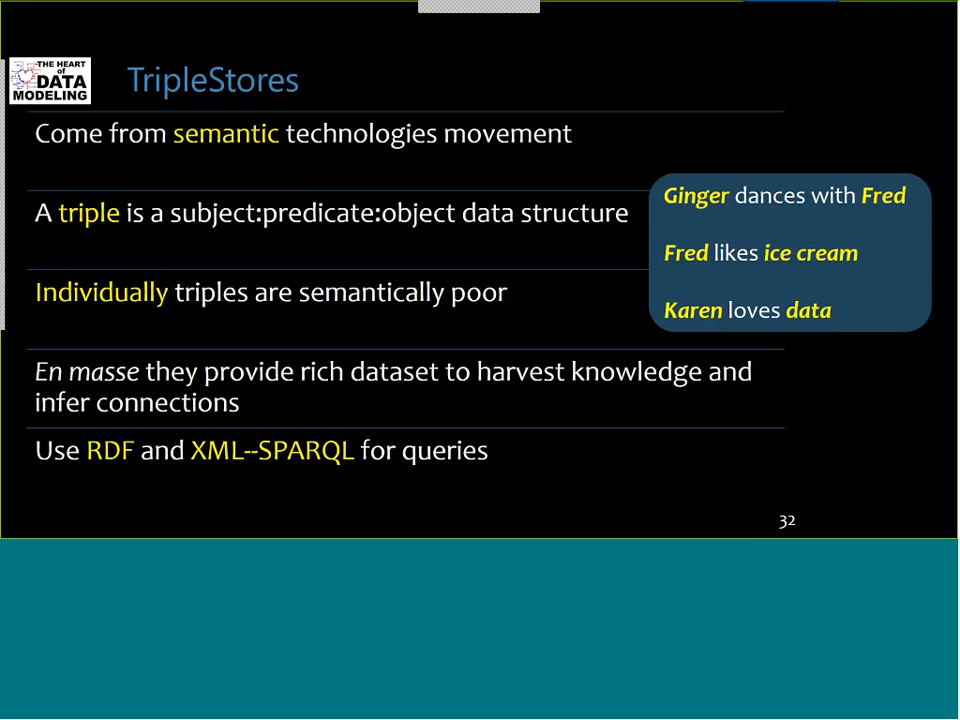 THE HEART
of
DATA
MODELING
TripleStores
Come from semantic technologies movement
A triple is a subject:predicate:object data structure
Individually triples are semantically poor
En masse they provide rich dataset to harvest knowledge and
infer connections
Use RDF and XML--SPARQL for queries
Ginger dances with Fred
Fred likes ice cream
Karen loves data
32